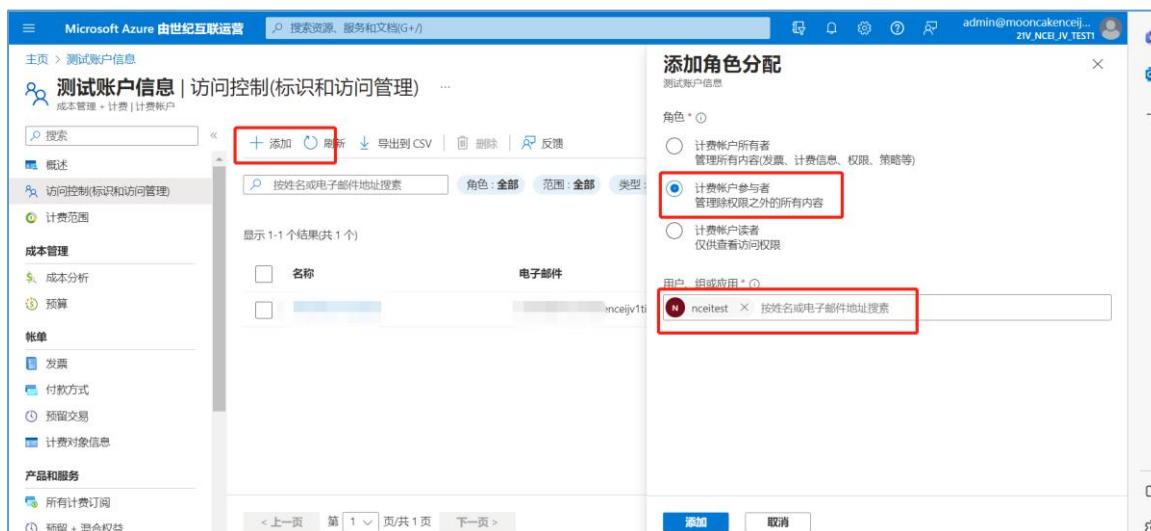 Microsoft Azure 由世纪互联运营
搜索资源、服务和文档(G+/)
admin@mooncakenceij...
21V_NCEI_JV_TEST1
主页 > 测试账户信息
测试账户信息 | 访问控制(标识和访问管理) ...
成本管理 + 计费 | 计费帐户
搜索
概述
访问控制(标识和访问管理)
计费范围
成本管理
成本分析
预算
帐单
发票
付款方式
预留交易
计费对象信息
产品和服务
所有计费订阅
预留 + 混合权益
添加 刷新 导出到 CSV 删除 反馈
按姓名或电子邮件地址搜索 角色 : 全部 范围 : 全部 类型 :
显示 1-1 个结果(共 1 个)
名称 电子邮件
enceijv1ti
< 上一页 第 1 页/共 1 页 下一页 >
添加角色分配
测试账户信息
角色 *
计费帐户所有者
管理所有内容(发票、计费信息、权限、策略等)
计费帐户参与者
管理除权限之外的所有内容
计费帐户读者
仅供查看访问权限
用户、组或应用 *
N nceitest × 按姓名或电子邮件地址搜索
添加 取消